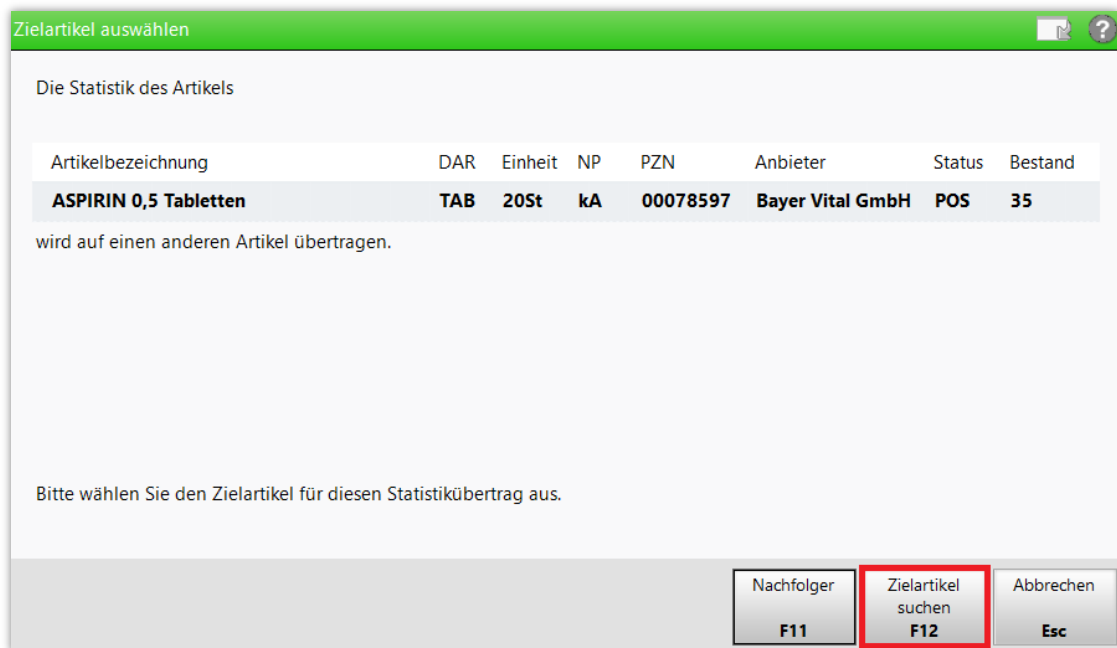 Zielartikel auswählen
?
Die Statistik des Artikels
Artikelbezeichnung DAR Einheit NP PZN Anbieter Status Bestand
ASPIRIN 0,5 Tabletten TAB 20St kA 00078597 Bayer Vital GmbH POS 35
wird auf einen anderen Artikel übertragen.
Bitte wählen Sie den Zielartikel für diesen Statistikübertrag aus.
Nachfolger
F11
Zielartikel
suchen
F12
Abbrechen
Esc